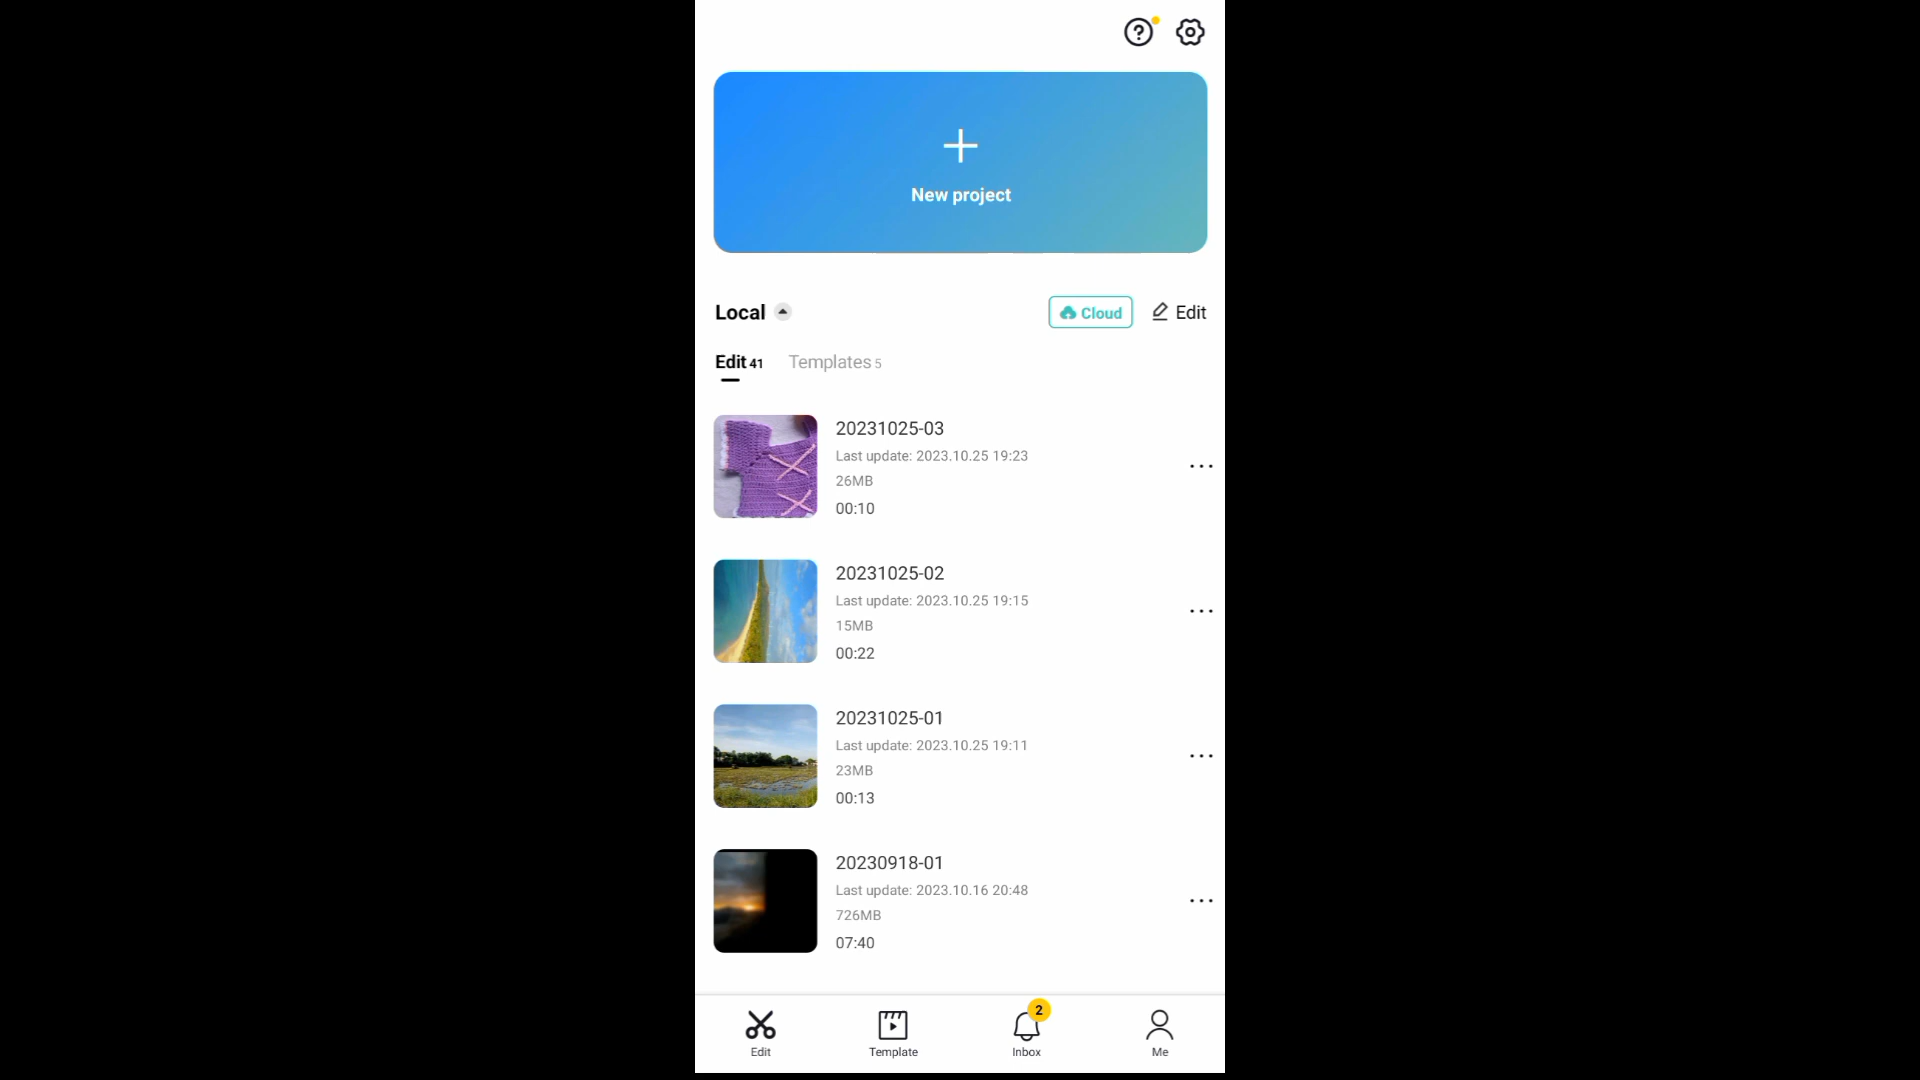 New project
Local
Cloud
Edit
Edit 41
Templates 5
20231025-03
Last update: 2023.10.25 19:23
26MB
00:10
20231025-02
Last update: 2023.10.25 19:15
15MB
00:22
20231025-01
Last update: 2023.10.25 19:11
23MB
00:13
20230918-01
Last update: 2023.10.16 20:48
726MB
07:40
2
Edit
Template
Inbox
Me